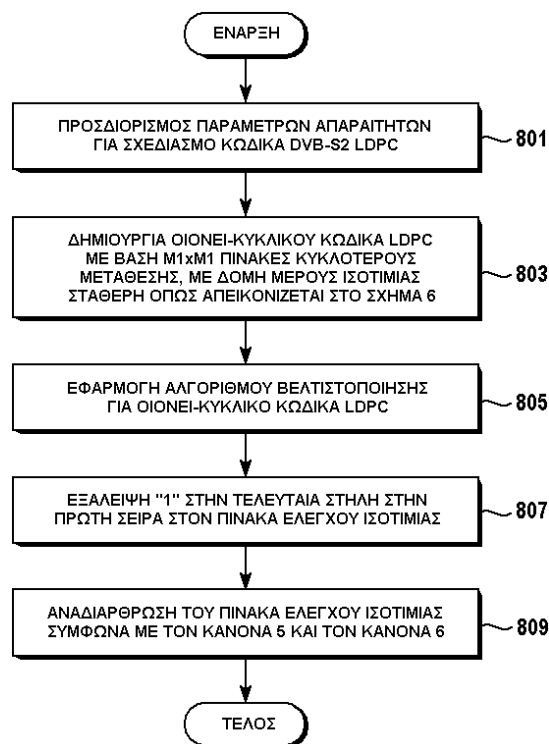 ΕΝΑΡΞΗ
ΠΡΟΣΔΙΟΡΙΣΜΟΣ ΠΑΡΑΜΕΤΡΩΝ ΑΠΑΡΑΙΤΗΤΩΝ
ΓΙΑ ΣΧΕΔΙΑΣΜΟ ΚΩΔΙΚΑ DVB-S2 LDPC
801
ΔΗΜΙΟΥΡΓΙΑ ΟΙΟΝΕΙ-ΚΥΚΛΙΚΟΥ ΚΩΔΙΚΑ LDPC
ΜΕ ΒΑΣΗ M1xM1 ΠΙΝΑΚΕΣ ΚΥΚΛΟΤΕΡΟΥΣ
ΜΕΤΑΘΕΣΗΣ, ΜΕ ΔΟΜΗ ΜΕΡΟΥΣ ΙΣΟΤΙΜΙΑΣ
ΣΤΑΘΕΡΗ ΟΠΩΣ ΑΠΕΙΚΟΝΙΖΕΤΑΙ ΣΤΟ ΣΧΗΜΑ 6
803
ΕΦΑΡΜΟΓΗ ΑΛΓΟΡΙΘΜΟΥ ΒΕΛΤΙΣΤΟΠΟΙΗΣΗΣ
ΓΙΑ ΟΙΟΝΕΙ-ΚΥΚΛΙΚΟ ΚΩΔΙΚΑ LDPC
805
ΕΞΑΛΕΙΨΗ "1" ΣΤΗΝ ΤΕΛΕΥΤΑΙΑ ΣΤΗΛΗ ΣΤΗΝ
ΠΡΩΤΗ ΣΕΙΡΑ ΣΤΟΝ ΠΙΝΑΚΑ ΕΛΕΓΧΟΥ ΙΣΟΤΙΜΙΑΣ
807
ΑΝΑΔΙΑΡΘΡΩΣΗ ΤΟΥ ΠΙΝΑΚΑ ΕΛΕΓΧΟΥ ΙΣΟΤΙΜΙΑΣ
ΣΥΜΦΩΝΑ ΜΕ ΤΟΝ ΚΑΝΟΝΑ 5 ΚΑΙ ΤΟΝ ΚΑΝΟΝΑ 6
809
ΤΕΛΟΣ